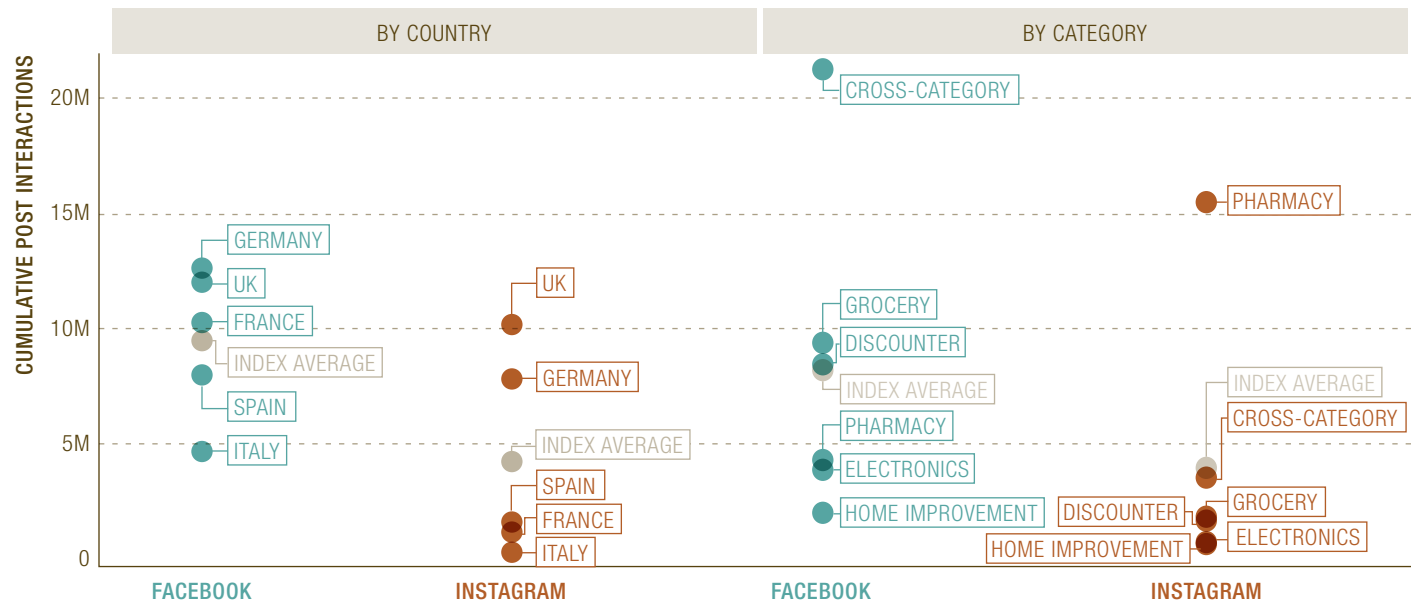 BY COUNTRY
BY CATEGORY
CUMULATIVE POST INTERACTIONS
20M
15M
10M
5M
0
GERMANY
UK
FRANCE
INDEX AVERAGE
SPAIN
ITALY
UK
GERMANY
INDEX AVERAGE
SPAIN
FRANCE
ITALY
CROSS-CATEGORY
GROCERY
DISCOUNTER
INDEX AVERAGE
PHARMACY
ELECTRONICS
HOME IMPROVEMENT
PHARMACY
INDEX AVERAGE
CROSS-CATEGORY
GROCERY
DISCOUNTER
ELECTRONICS
HOME IMPROVEMENT
FACEBOOK
INSTAGRAM
FACEBOOK
INSTAGRAM